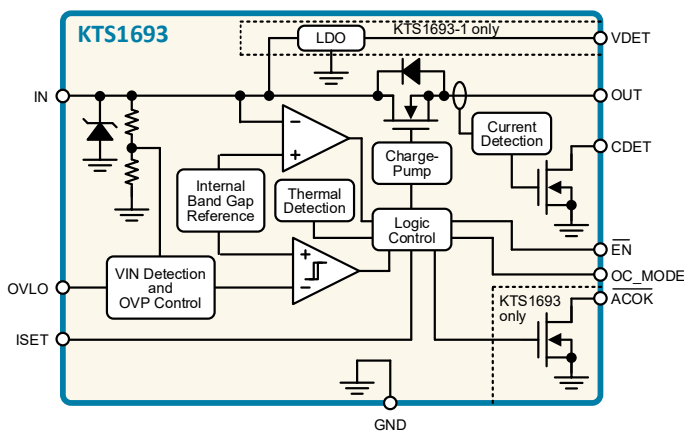 KTS1693
LDO
KTS1693-1 only
VDET
IN
OUT
Current
Detection
CDET
Charge-
Pump
Internal
Band Gap
Reference
Thermal
Detection
Logic
Control
EN
OC_MODE
OVLO
VIN Detection
and
OVP Control
KTS1693
only
ACOK
ISET
GND